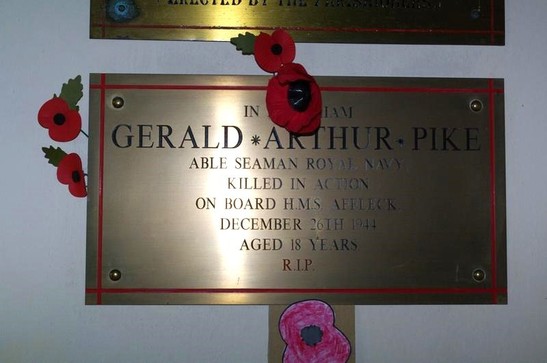 ERECTED BY THE
IN
GERALD * ARTHUR · PIKE
ABLE SEAMAN ROYAL NAVY
KILLED IN ACTION
ON BOARD H.M.S. AFFLECK
DECEMBER 26TH 1944
AGED 18 YEARS
R.I.P.